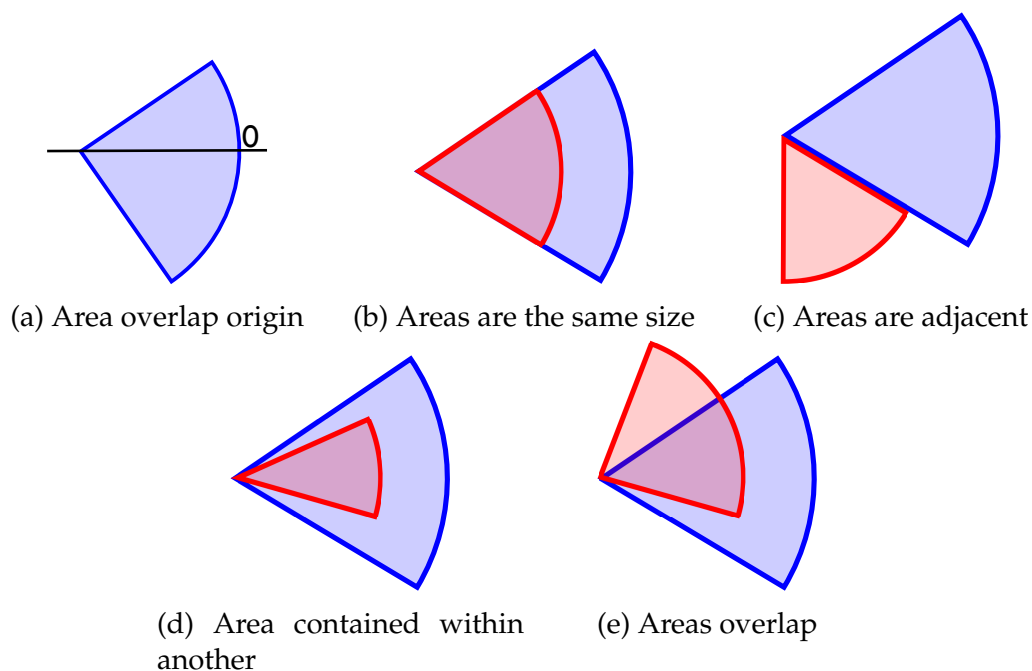 0
(a) Area overlap origin
(b) Areas are the same size
(c) Areas are adjacent
(d) Area contained within
another
(e) Areas overlap